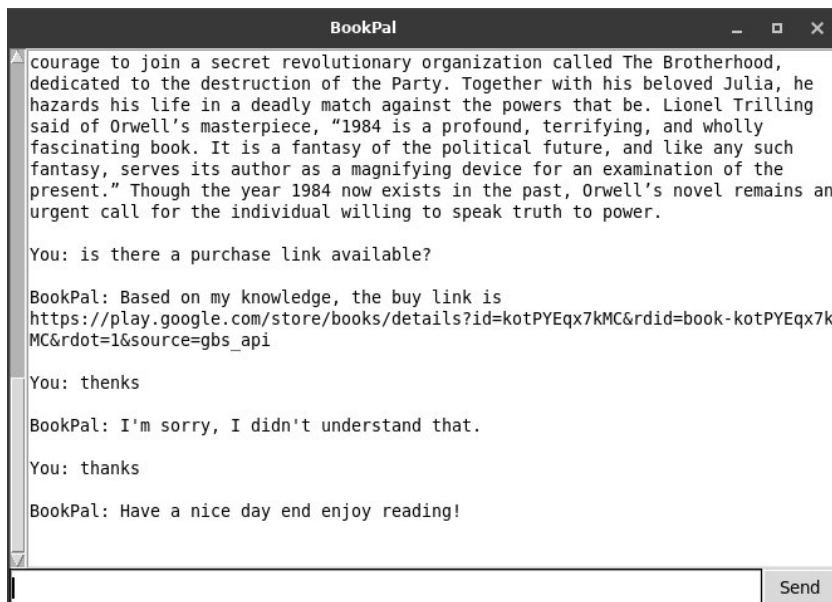 BookPal
courage to join a secret revolutionary organization called The Brotherhood,
dedicated to the destruction of the Party. Together with his beloved Julia, he
hazards his life in a deadly match against the powers that be. Lionel Trilling
said of Orwell’s masterpiece, “1984 is a profound, terrifying, and wholly
fascinating book. It is a fantasy of the political future, and like any such
fantasy, serves its author as a magnifying device for an examination of the
present.” Though the year 1984 now exists in the past, Orwell’s novel remains an
urgent call for the individual willing to speak truth to power.
You: is there a purchase link available?
BookPal: Based on my knowledge, the buy link is
https://play.google.com/store/books/details?id=kotPYEqx7kMC&rdid=book-kotPYEqx7k
MC&rdot=1&source=gbs_api
You: thenks
BookPal: I'm sorry, I didn't understand that.
You: thanks
BookPal: Have a nice day end enjoy reading!
Send